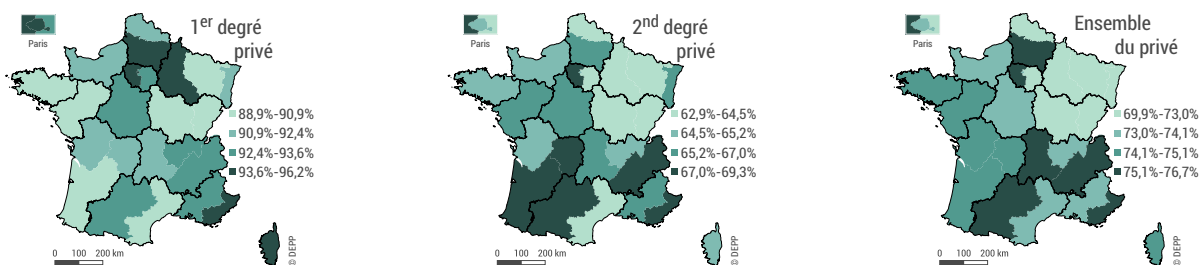 1er degré
privé
Paris
88,9%-90,9%
90,9%-92,4%
92,4%-93,6%
93,6%-96,2%
0 100 200 km
© DEPP
2nd degré
privé
Paris
62,9%-64,5%
64,5%-65,2%
65,2%-67,0%
67,0%-69,3%
0 100 200 km
© DEPP
Ensemble
du privé
Paris
69,9%-73,0%
73,0%-74,1%
74,1%-75,1%
75,1%-76,7%
0 100 200 km
© DEPP